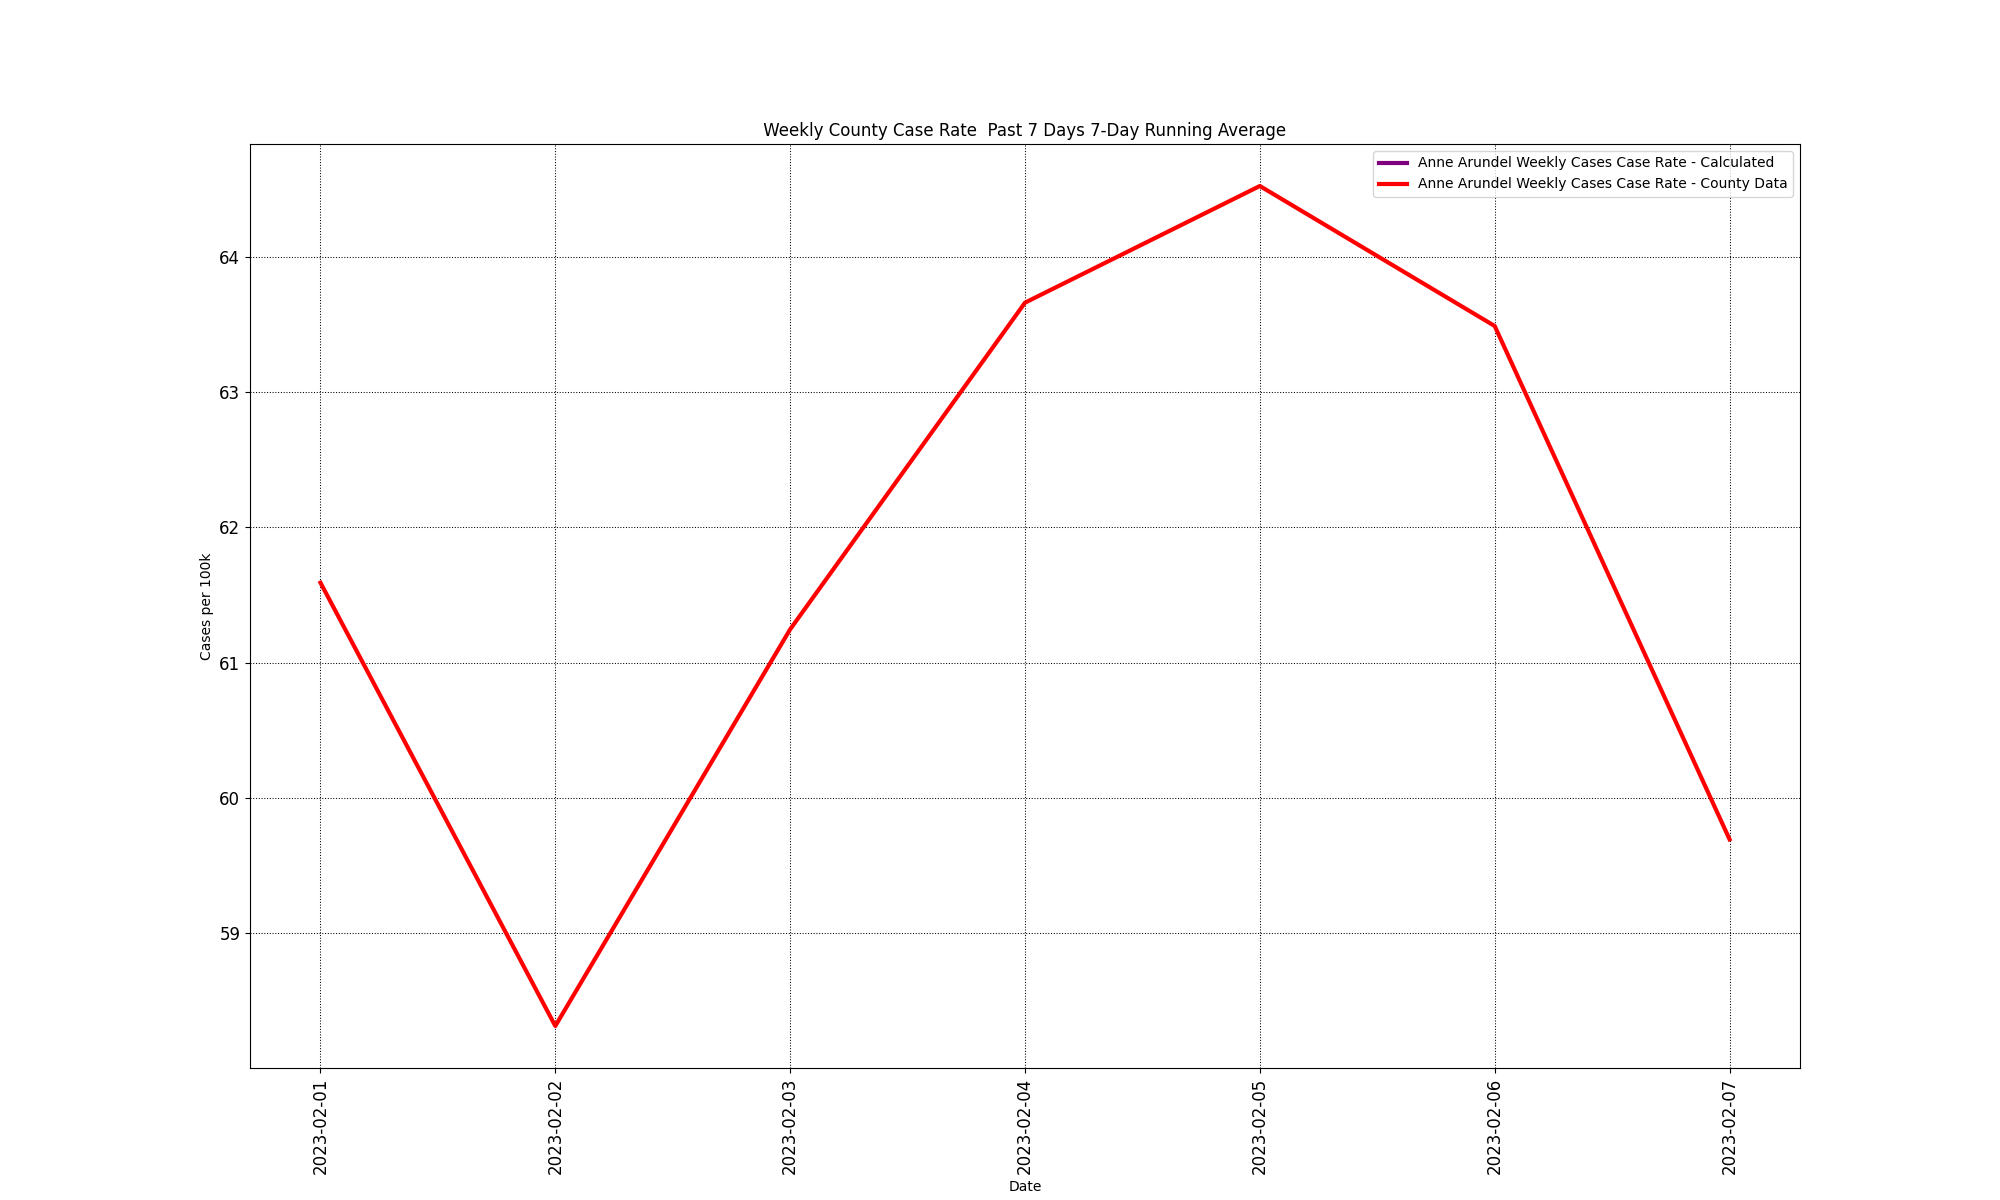 Weekly County Case Rate  Past 7 Days 7-Day Running Average
Anne Arundel Weekly Cases Case Rate - Calculated
Anne Arundel Weekly Cases Case Rate - County Data
64
63
62
61
60
59
Cases per 100k
2023-02-01
2023-02-02
2023-02-03
2023-02-04
2023-02-05
2023-02-06
2023-02-07
Date